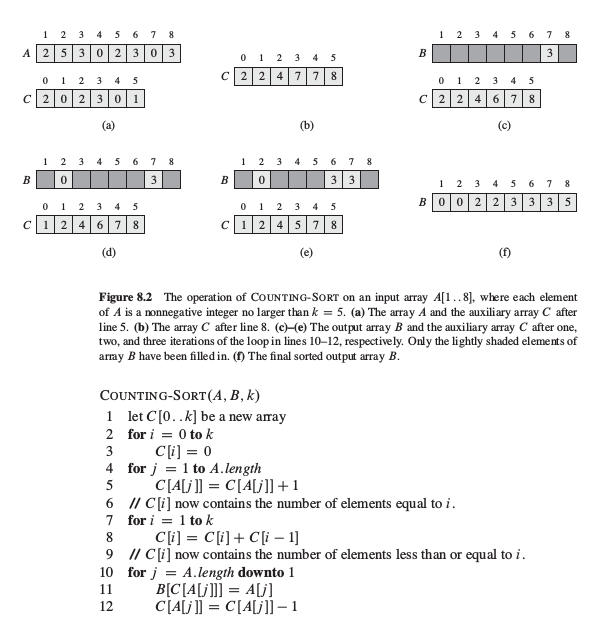 1 2 3 4 5 6 7 8
A 2 5 3 0 2 3 0 3
0 1 2 3 4 5
C 2 0 2 3 0 1
(a)
0 1 2 3 4 5
C 2 2 4 7 7 8
(b)
1 2 3 4 5 6 7 8
B 3
0 1 2 3 4 5
C 2 2 4 6 7 8
(c)
1 2 3 4 5 6 7 8
B 0 3
0 1 2 3 4 5
C 1 2 4 6 7 8
(d)
1 2 3 4 5 6 7 8
B 0 3 3
0 1 2 3 4 5
C 1 2 4 5 7 8
(e)
1 2 3 4 5 6 7 8
B 0 0 2 2 3 3 3 5
(f)
Figure 8.2 The operation of COUNTING-SORT on an input array A[1 . . 8], where each element
of A is a nonnegative integer no larger than k = 5. (a) The array A and the auxiliary array C after
line 5. (b) The array C after line 8. (c)–(e) The output array B and the auxiliary array C after one,
two, and three iterations of the loop in lines 10–12, respectively. Only the lightly shaded elements of
array B have been filled in. (f) The final sorted output array B.
COUNTING-SORT(A, B, k)
1 let C[0 . . k] be a new array
2 for i = 0 to k
3 C[i] = 0
4 for j = 1 to A.length
5 C[A[j]] = C[A[j]] + 1
6 // C[i] now contains the number of elements equal to i.
7 for i = 1 to k
8 C[i] = C[i] + C[i − 1]
9 // C[i] now contains the number of elements less than or equal to i.
10 for j = A.length downto 1
11 B[C[A[j]]] = A[j]
12 C[A[j]] = C[A[j]] − 1